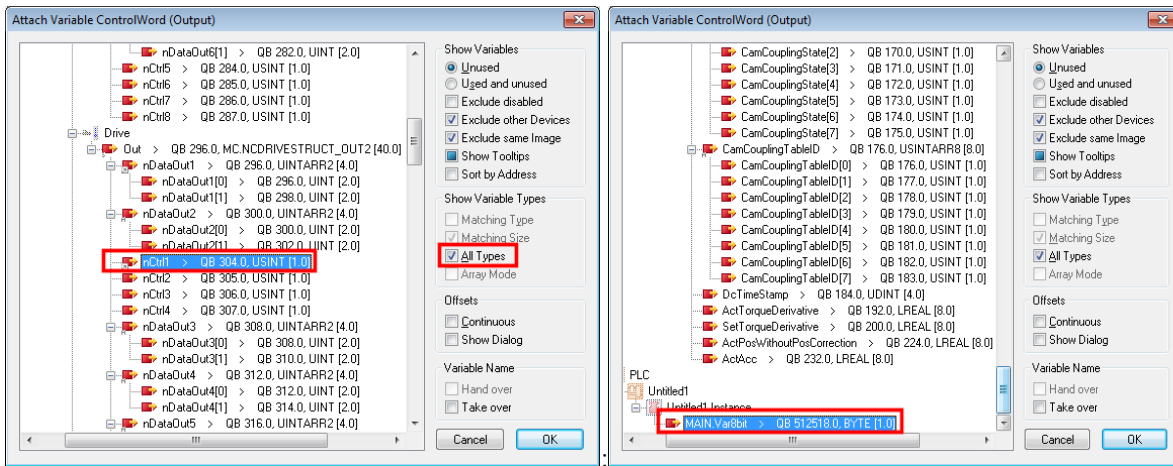 Attach Variable ControlWord (Output)
nDataOut6[1] > QB 282.0, UINT [2.0]
nCtrl5 > QB 284.0, USINT [1.0]
nCtrl6 > QB 285.0, USINT [1.0]
nCtrl7 > QB 286.0, USINT [1.0]
nCtrl8 > QB 287.0, USINT [1.0]
Drive
Out > QB 296.0, MC.NCDRIVESTRUCT_OUT2 [40.0]
nDataOut1 > QB 296.0, UINTARR2 [4.0]
nDataOut1[0] > QB 296.0, UINT [2.0]
nDataOut1[1] > QB 298.0, UINT [2.0]
nDataOut2 > QB 300.0, UINTARR2 [4.0]
nDataOut2[0] > QB 300.0, UINT [2.0]
nDataOut2[1] > QB 302.0, UINT [2.0]
nCtrl1 > QB 304.0, USINT [1.0]
nCtrl2 > QB 305.0, USINT [1.0]
nCtrl3 > QB 306.0, USINT [1.0]
nCtrl4 > QB 307.0, USINT [1.0]
nDataOut3 > QB 308.0, UINTARR2 [4.0]
nDataOut3[0] > QB 308.0, UINT [2.0]
nDataOut3[1] > QB 310.0, UINT [2.0]
nDataOut4 > QB 312.0, UINTARR2 [4.0]
nDataOut4[0] > QB 312.0, UINT [2.0]
nDataOut4[1] > QB 314.0, UINT [2.0]
nDataOut5 > QB 316.0, UINTARR2 [4.0]
Show Variables
Unused
Used and unused
Exclude disabled
Exclude other Devices
Exclude same Image
Show Tooltips
Sort by Address
Show Variable Types
Matching Type
Matching Size
All Types
Array Mode
Offsets
Continuous
Show Dialog
Variable Name
Hand over
Take over
Cancel
OK
:
Attach Variable ControlWord (Output)
CamCouplingState[2] > QB 170.0, USINT [1.0]
CamCouplingState[3] > QB 171.0, USINT [1.0]
CamCouplingState[4] > QB 172.0, USINT [1.0]
CamCouplingState[5] > QB 173.0, USINT [1.0]
CamCouplingState[6] > QB 174.0, USINT [1.0]
CamCouplingState[7] > QB 175.0, USINT [1.0]
CamCouplingTableID > QB 176.0, USINTARR8 [8.0]
CamCouplingTableID[0] > QB 176.0, USINT [1.0]
CamCouplingTableID[1] > QB 177.0, USINT [1.0]
CamCouplingTableID[2] > QB 178.0, USINT [1.0]
CamCouplingTableID[3] > QB 179.0, USINT [1.0]
CamCouplingTableID[4] > QB 180.0, USINT [1.0]
CamCouplingTableID[5] > QB 181.0, USINT [1.0]
CamCouplingTableID[6] > QB 182.0, USINT [1.0]
CamCouplingTableID[7] > QB 183.0, USINT [1.0]
DcTimeStamp > QB 184.0, UDINT [4.0]
ActTorqueDerivative > QB 192.0, LREAL [8.0]
SetTorqueDerivative > QB 200.0, LREAL [8.0]
ActPosWithoutPosCorrection > QB 224.0, LREAL [8.0]
ActAcc > QB 232.0, LREAL [8.0]
PLC
Untitled1
Untitled1 Instance
MAIN.Var8bit > QB 512518.0, BYTE [1.0]
Show Variables
Unused
Used and unused
Exclude disabled
Exclude other Devices
Exclude same Image
Show Tooltips
Sort by Address
Show Variable Types
Matching Type
Matching Size
All Types
Array Mode
Offsets
Continuous
Show Dialog
Variable Name
Hand over
Take over
Cancel
OK